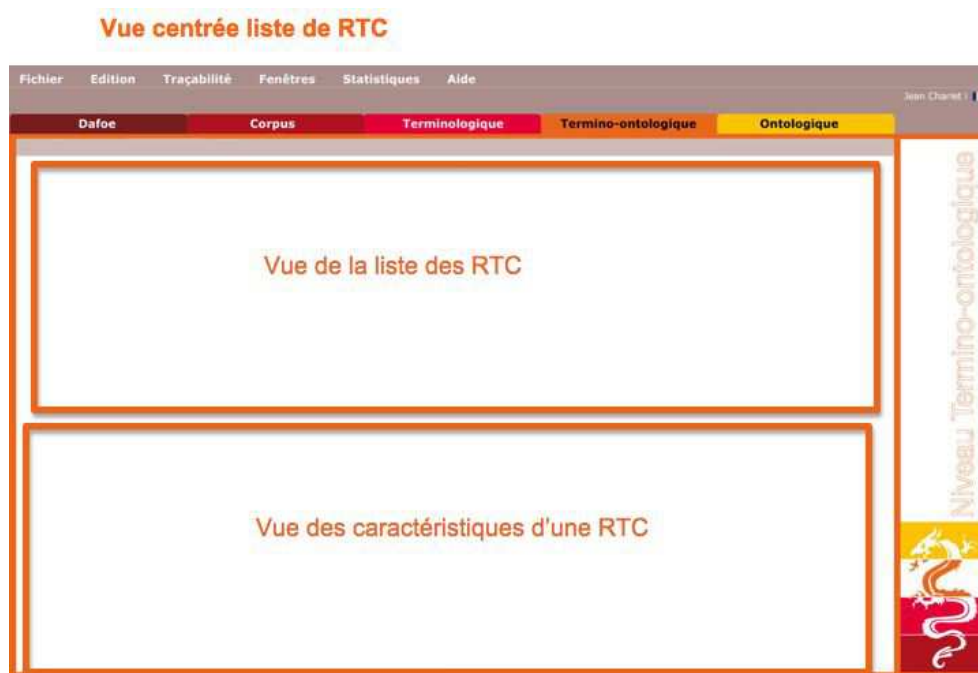 Vue centrée liste de RTC
Fichier Edition Traçabilité Fenêtres Statistiques Aide
Jean Charlet |
Dafoe Corpus Terminologique Termino-ontologique Ontologique
Vue de la liste des RTC
Vue des caractéristiques d'une RTC
Niveau Termino-ontologique